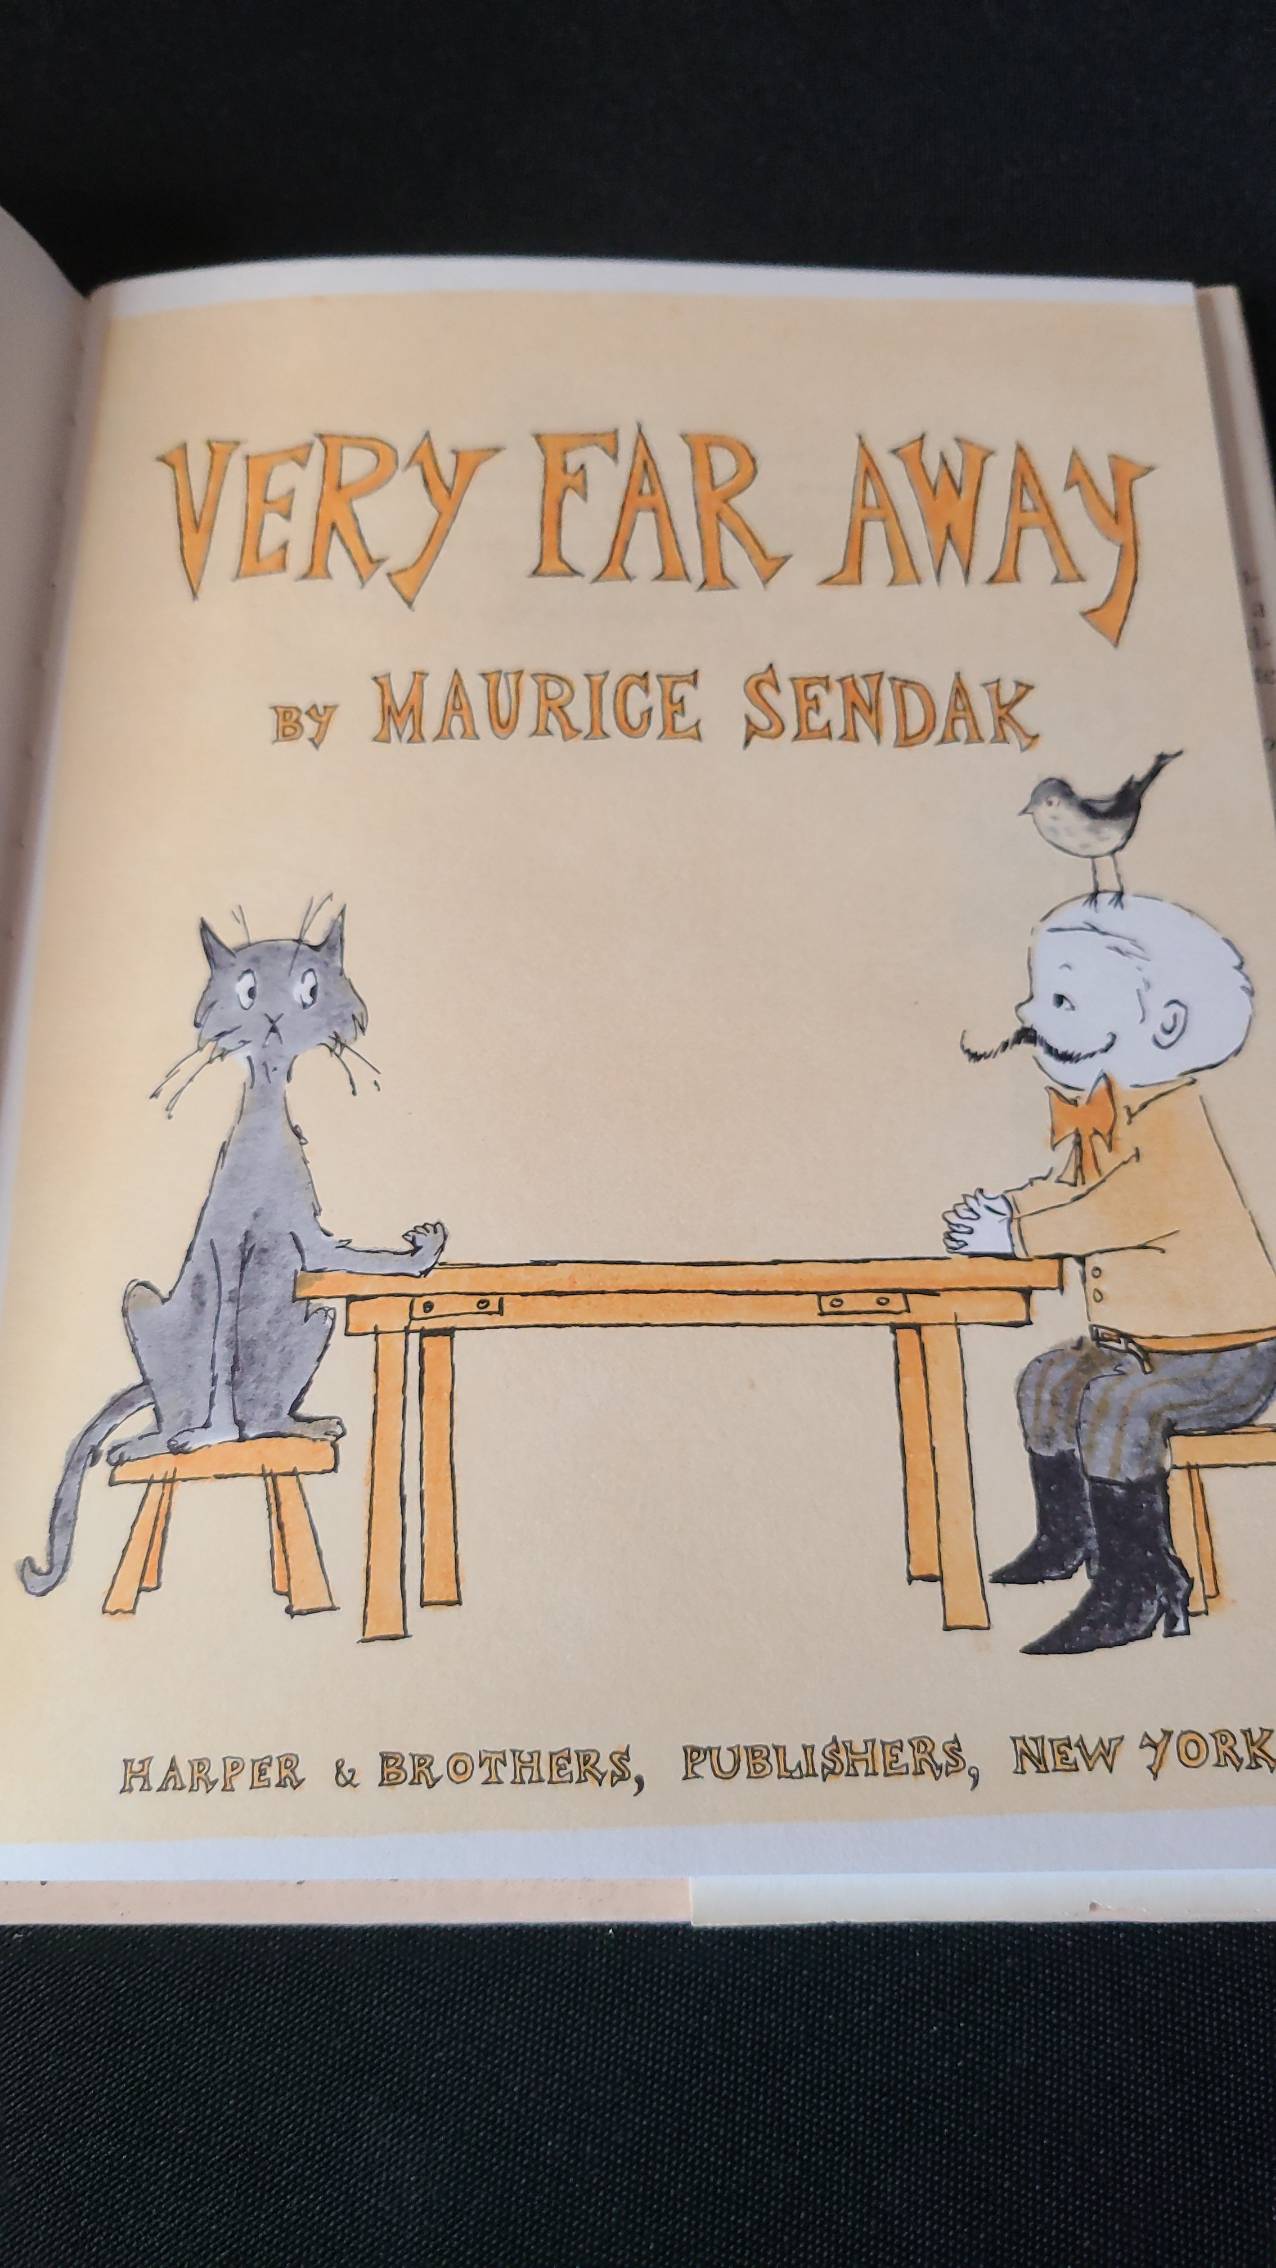 VERY FAR AWAY
BY MAURICE SENDAK
HARPER & BROTHERS, PUBLISHERS, NEW YORK